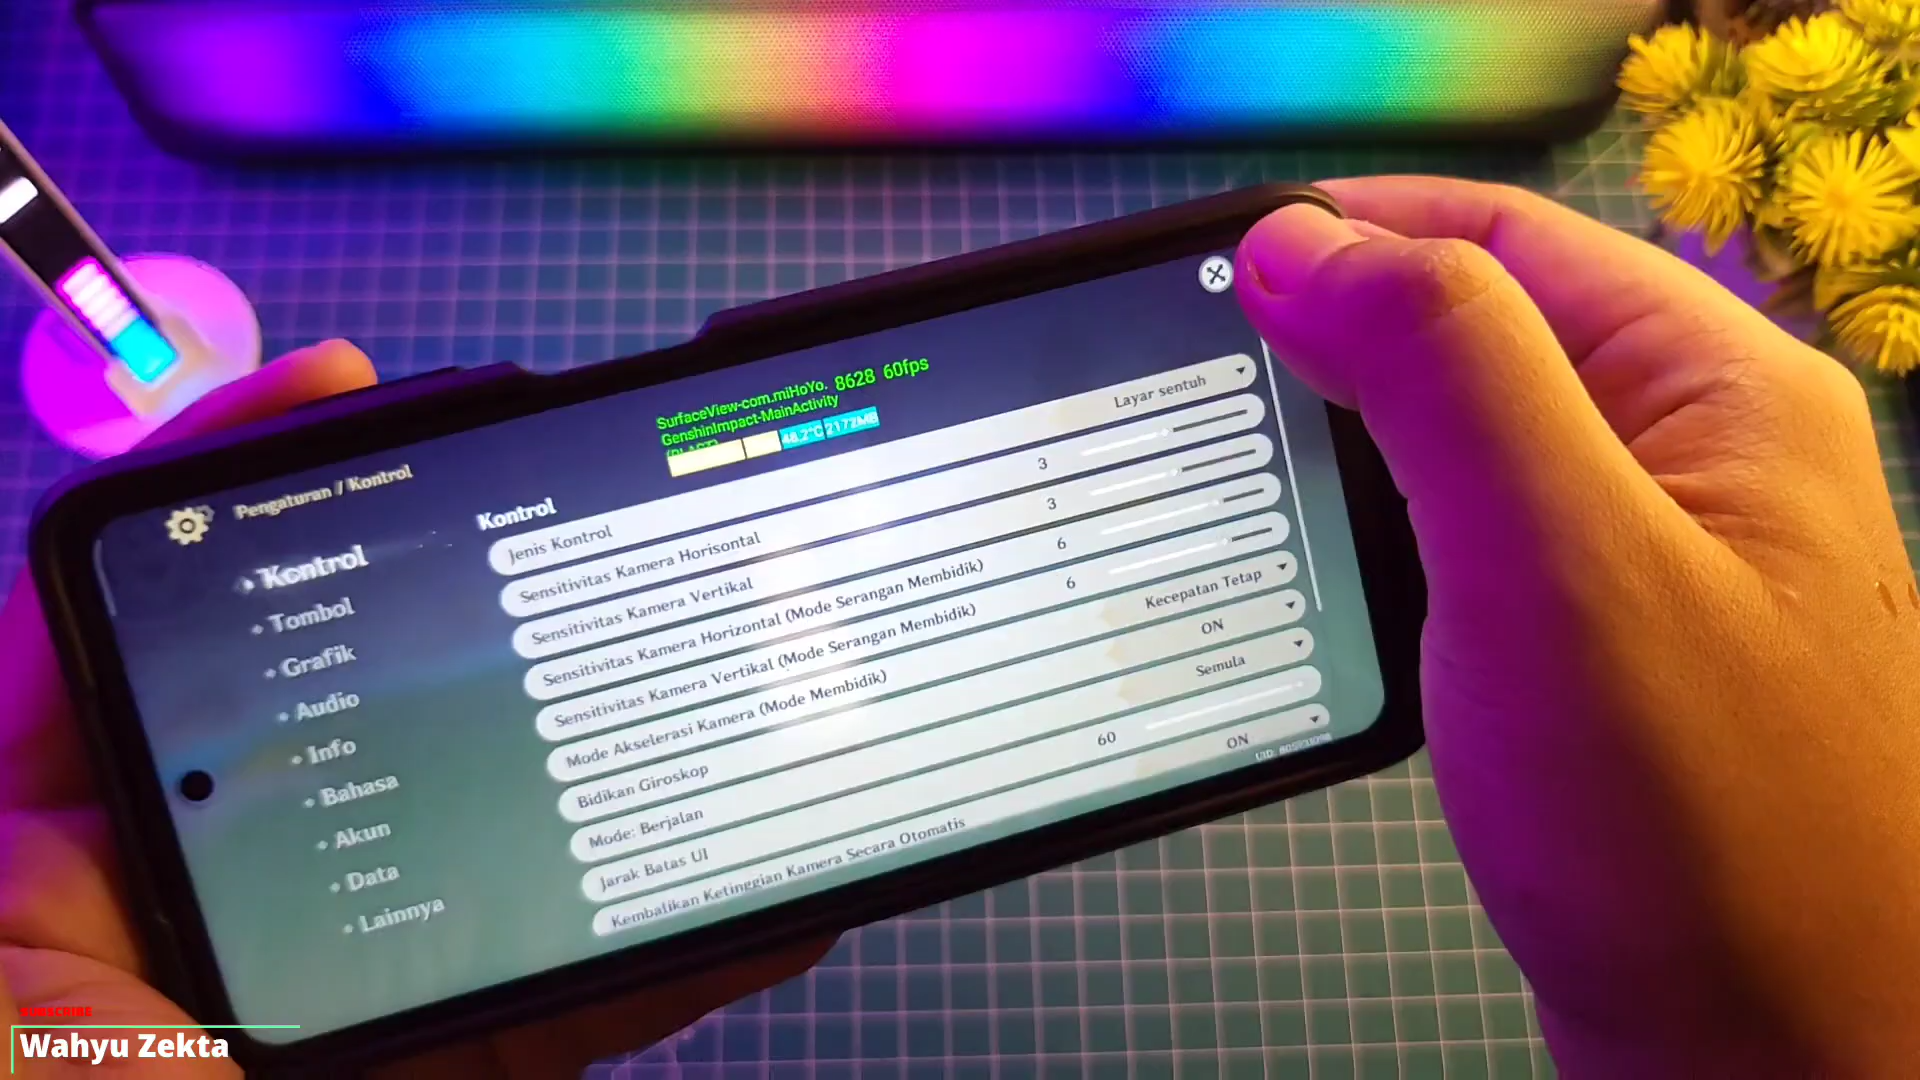 SurfaceView-com.miHoYo. 8628 60fps
GenshinImpact-MainActivity
48.2°C 2172MB
Pengaturan / Kontrol
Kontrol
Tombol
Grafik
Audio
Info
Bahasa
Akun
Data
Lainnya
Kontrol
Jenis Kontrol Layar sentuh
Sensitivitas Kamera Horisontal 3
Sensitivitas Kamera Vertikal 3
Sensitivitas Kamera Horizontal (Mode Serangan Membidik) 6
Sensitivitas Kamera Vertikal (Mode Serangan Membidik) 6
Mode Akselerasi Kamera (Mode Membidik) Kecepatan Tetap
Bidikan Giroskop ON
Mode: Berjalan Semula
Jarak Batas UI 60
Kembalikan Ketinggian Kamera Secara Otomatis ON
SUBSCRIBE
Wahyu Zekta